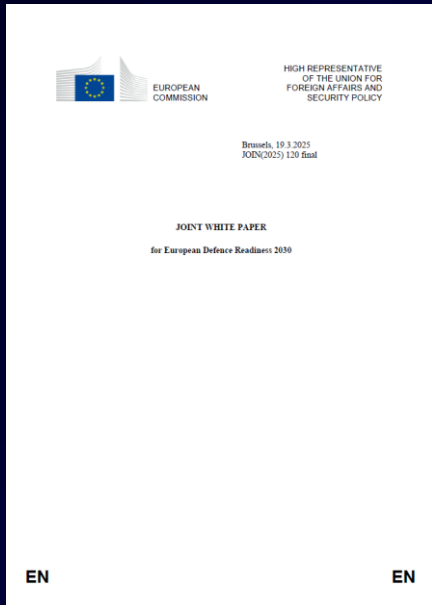 EUROPEAN
COMMISSION
HIGH REPRESENTATIVE
OF THE UNION FOR
FOREIGN AFFAIRS AND
SECURITY POLICY
Brussels, 19.3.2025
JOIN(2025) 120 final
JOINT WHITE PAPER
for European Defence Readiness 2030
EN
EN